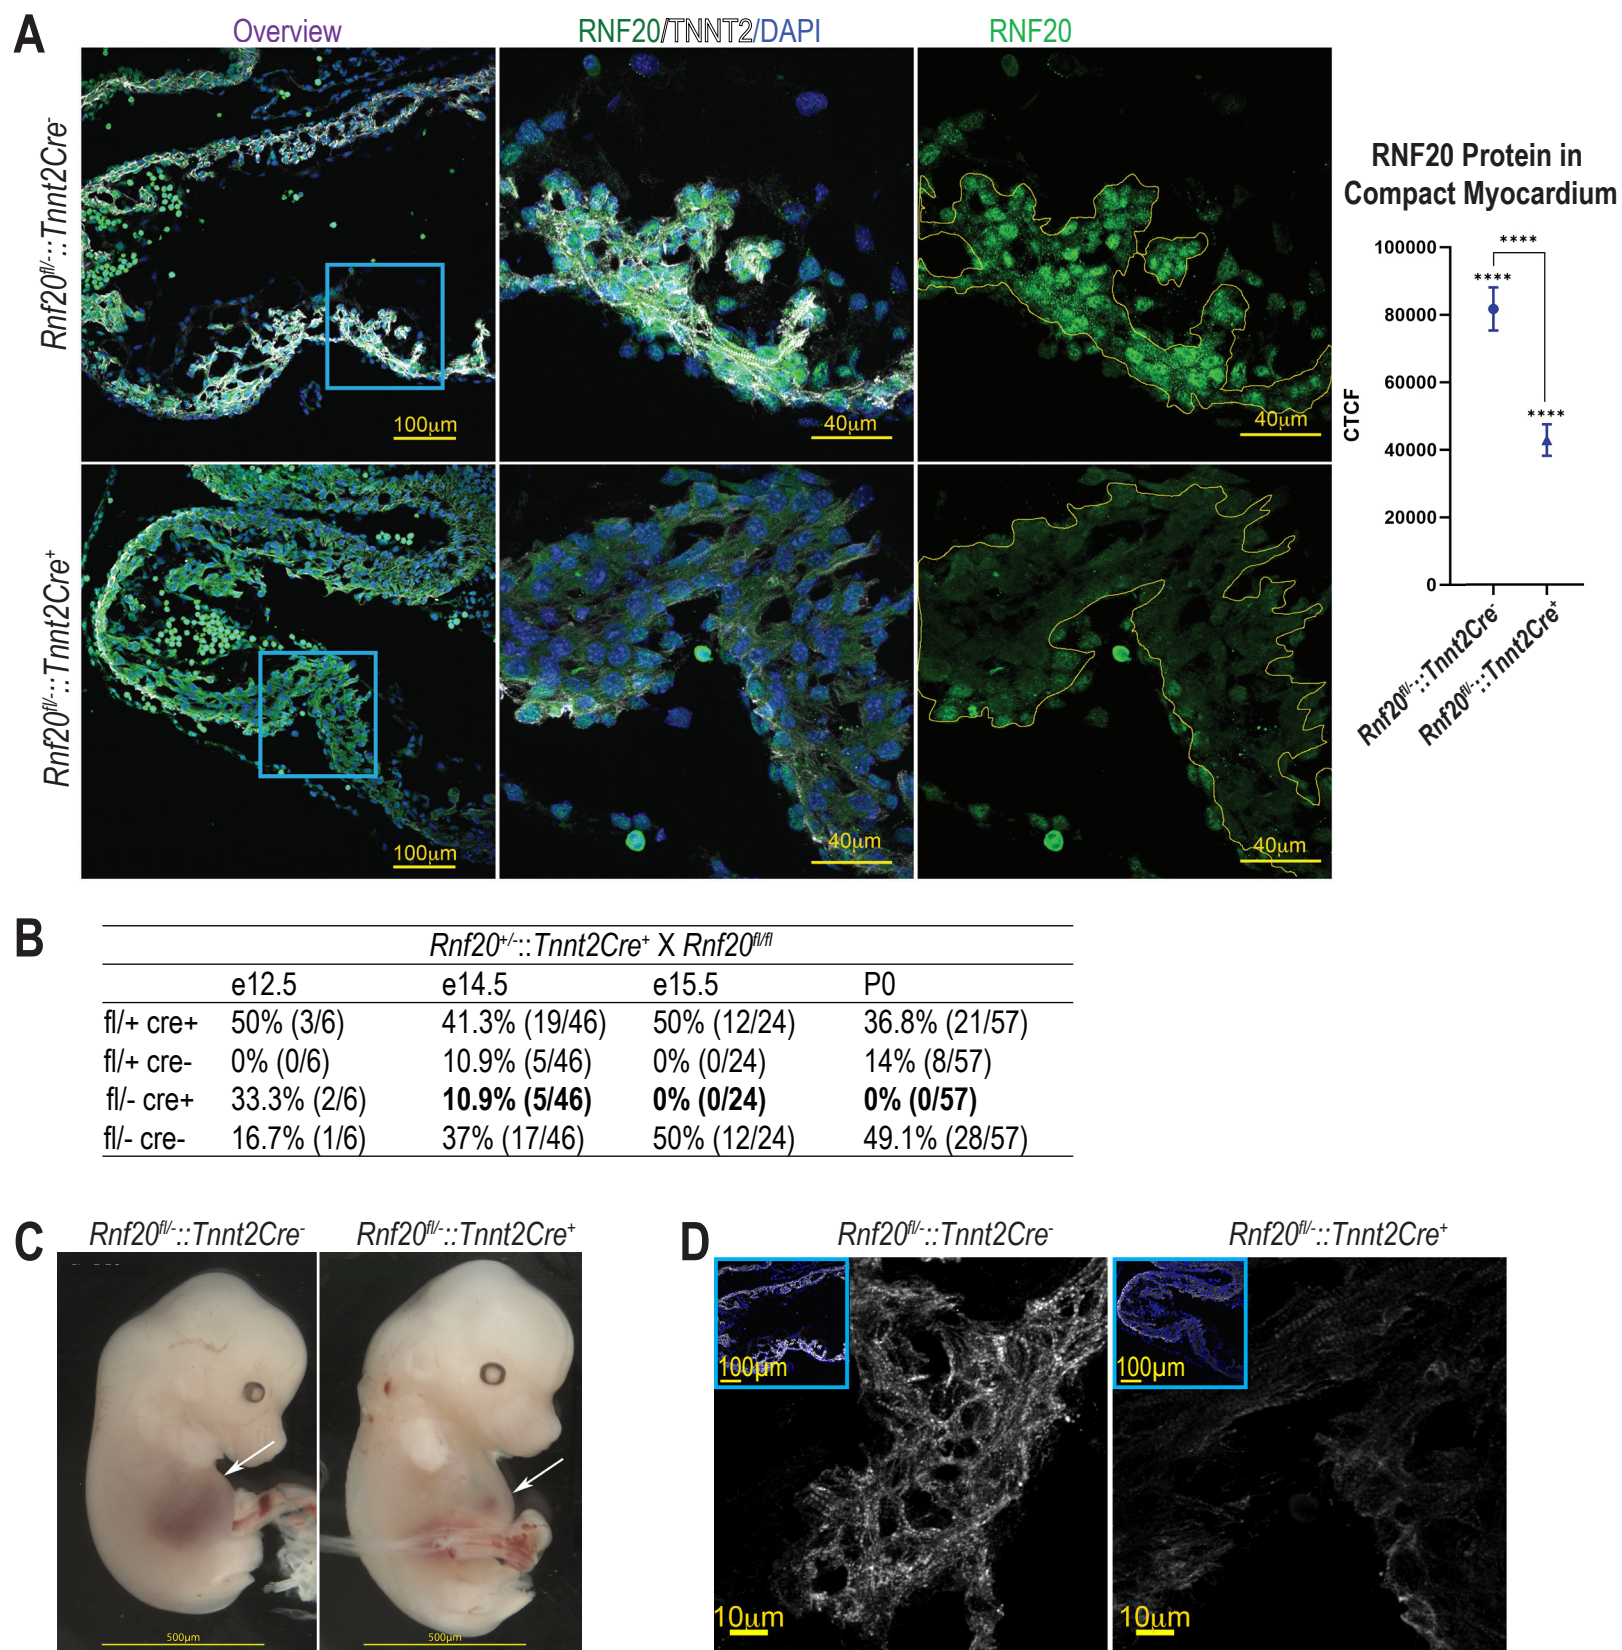 A
Overview
RNF20/TNNT2/DAPI
RNF20
Rnf20fl/-::Tnnt2Cre-
100µm
40µm
40µm
Rnf20fl/-::Tnnt2Cre+
100µm
40µm
40µm
RNF20 Protein in
Compact Myocardium
****
****
****
100000
80000
60000
40000
20000
0
CTCF
Rnf20fl/-::Tnnt2Cre-
Rnf20fl/-::Tnnt2Cre+
B
Rnf20+/-::Tnnt2Cre+ X Rnf20fl/fl
e12.5 e14.5 e15.5 P0
fl/+ cre+ 50% (3/6) 41.3% (19/46) 50% (12/24) 36.8% (21/57)
fl/+ cre- 0% (0/6) 10.9% (5/46) 0% (0/24) 14% (8/57)
fl/- cre+ 33.3% (2/6) 10.9% (5/46) 0% (0/24) 0% (0/57)
fl/- cre- 16.7% (1/6) 37% (17/46) 50% (12/24) 49.1% (28/57)
C
Rnf20fl/-::Tnnt2Cre-
Rnf20fl/-::Tnnt2Cre+
500µm
500µm
D
Rnf20fl/-::Tnnt2Cre-
Rnf20fl/-::Tnnt2Cre+
100µm
100µm
10µm
10µm